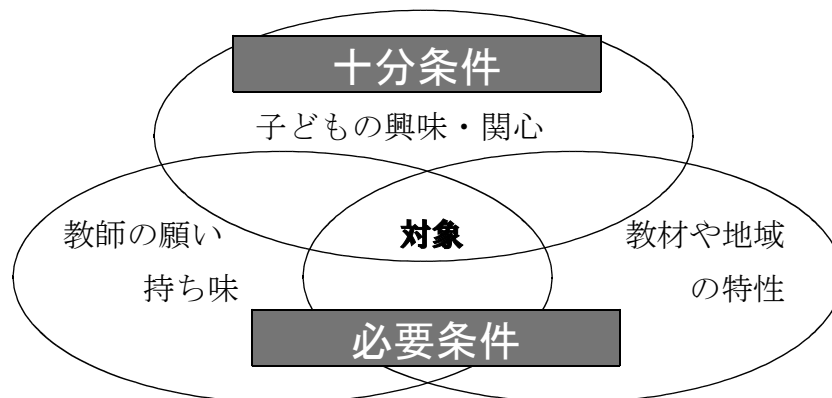 十分条件
子どもの興味・関心
教師の願い
持ち味
対象
教材や地域
の特性
必要条件